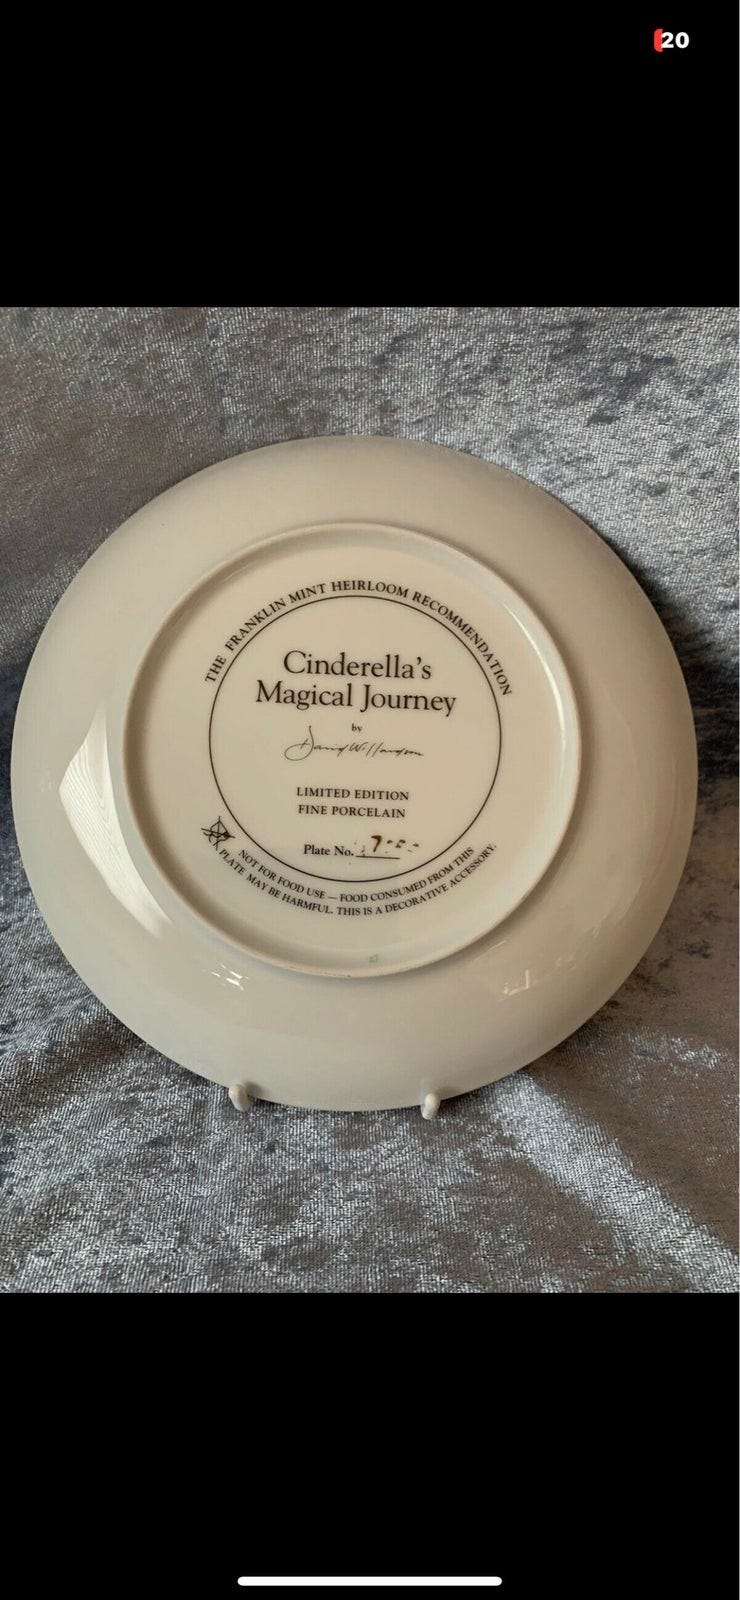 20
THE FRANKLIN MINT HEIRLOOM RECOMMENDATION
Cinderella's
Magical Journey
by
LIMITED EDITION
FINE PORCELAIN
Plate No.
NOT FOR FOOD USE — FOOD CONSUMED FROM THIS
PLATE MAY BE HARMFUL. THIS IS A DECORATIVE ACCESSORY.